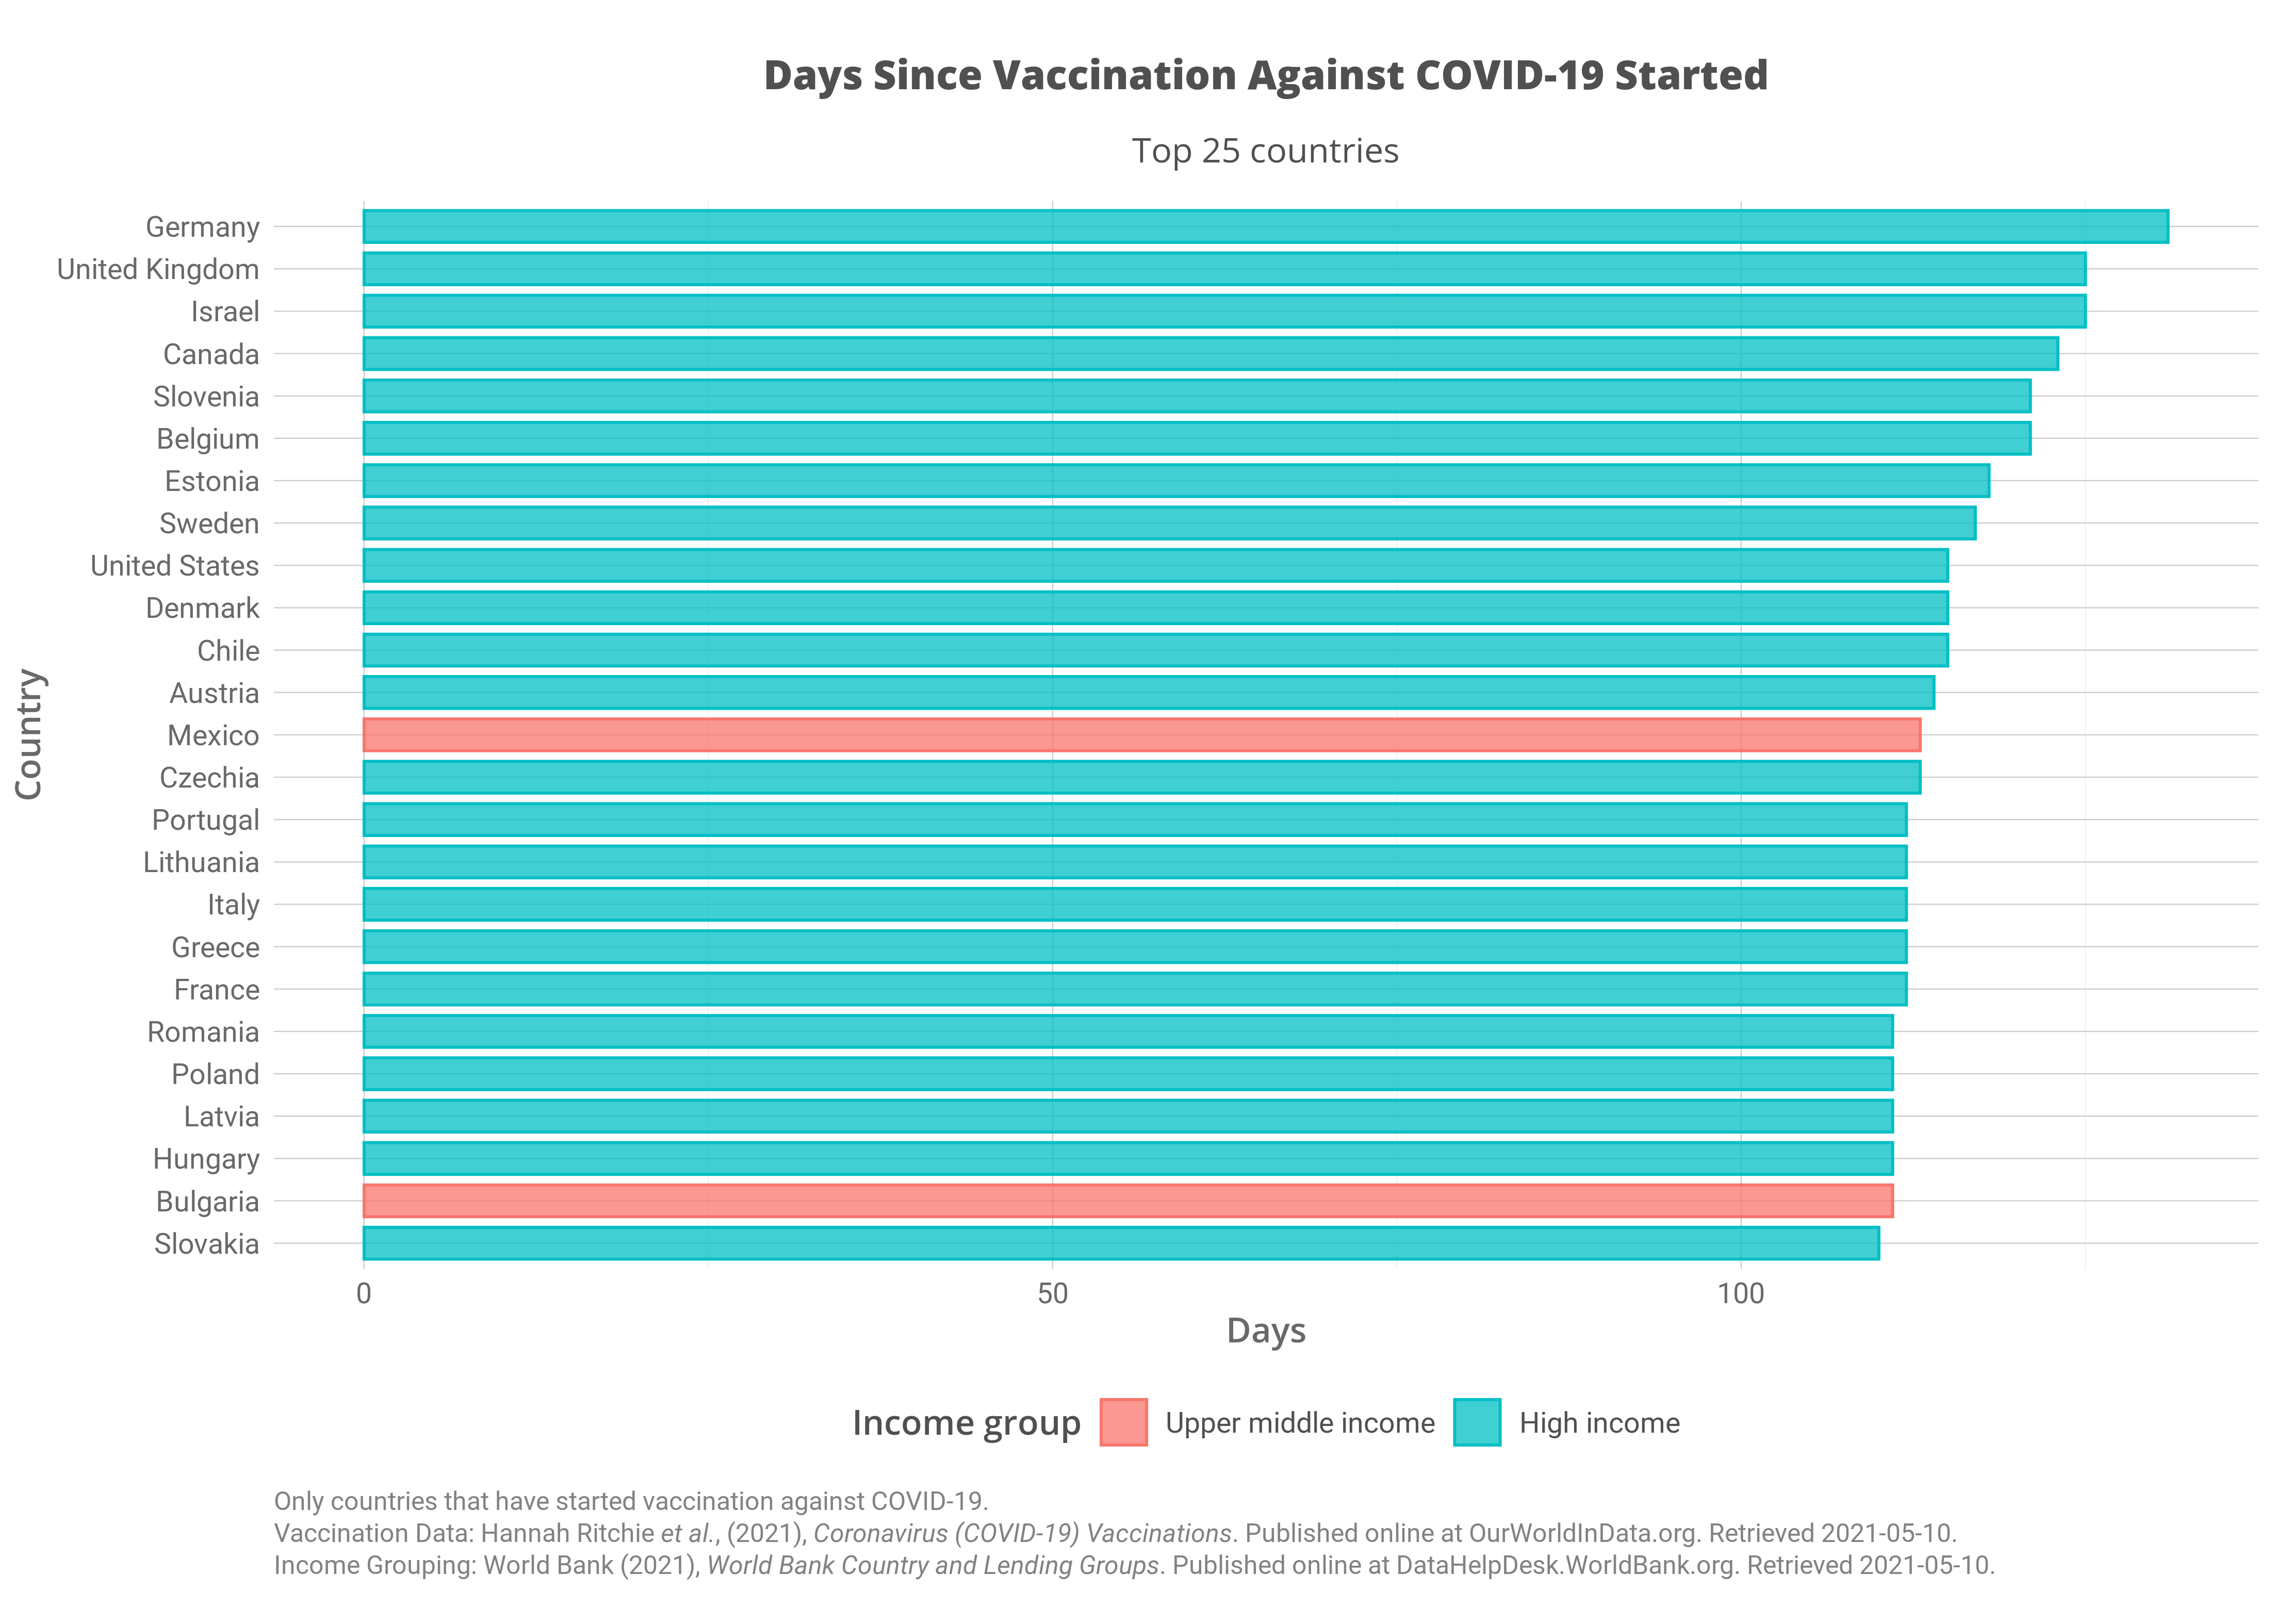 Days Since Vaccination Against COVID-19 Started
Top 25 countries
Country
Germany
United Kingdom
Israel
Canada
Slovenia
Belgium
Estonia
Sweden
United States
Denmark
Chile
Austria
Mexico
Czechia
Portugal
Lithuania
Italy
Greece
France
Romania
Poland
Latvia
Hungary
Bulgaria
Slovakia
0 50 100
Days
Income group Upper middle income High income
Only countries that have started vaccination against COVID-19.
Vaccination Data: Hannah Ritchie et al., (2021), Coronavirus (COVID-19) Vaccinations. Published online at OurWorldInData.org. Retrieved 2021-05-10.
Income Grouping: World Bank (2021), World Bank Country and Lending Groups. Published online at DataHelpDesk.WorldBank.org. Retrieved 2021-05-10.